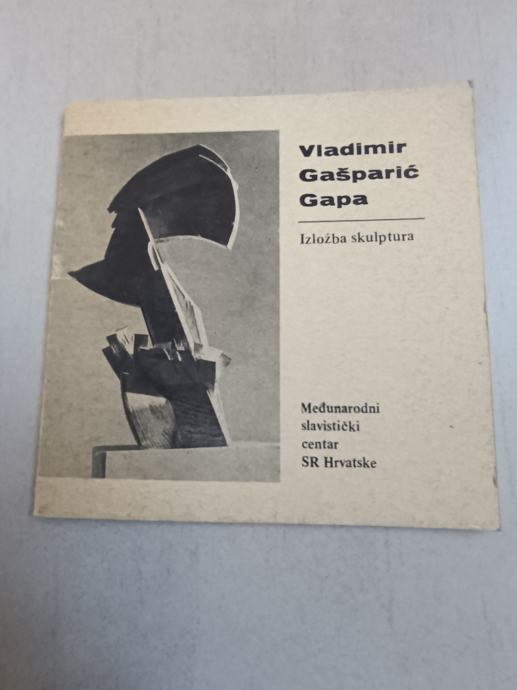 Vladimir
Gašparić
Gapa
Izložba skulptura
Međunarodni
slavistički
centar
SR Hrvatske